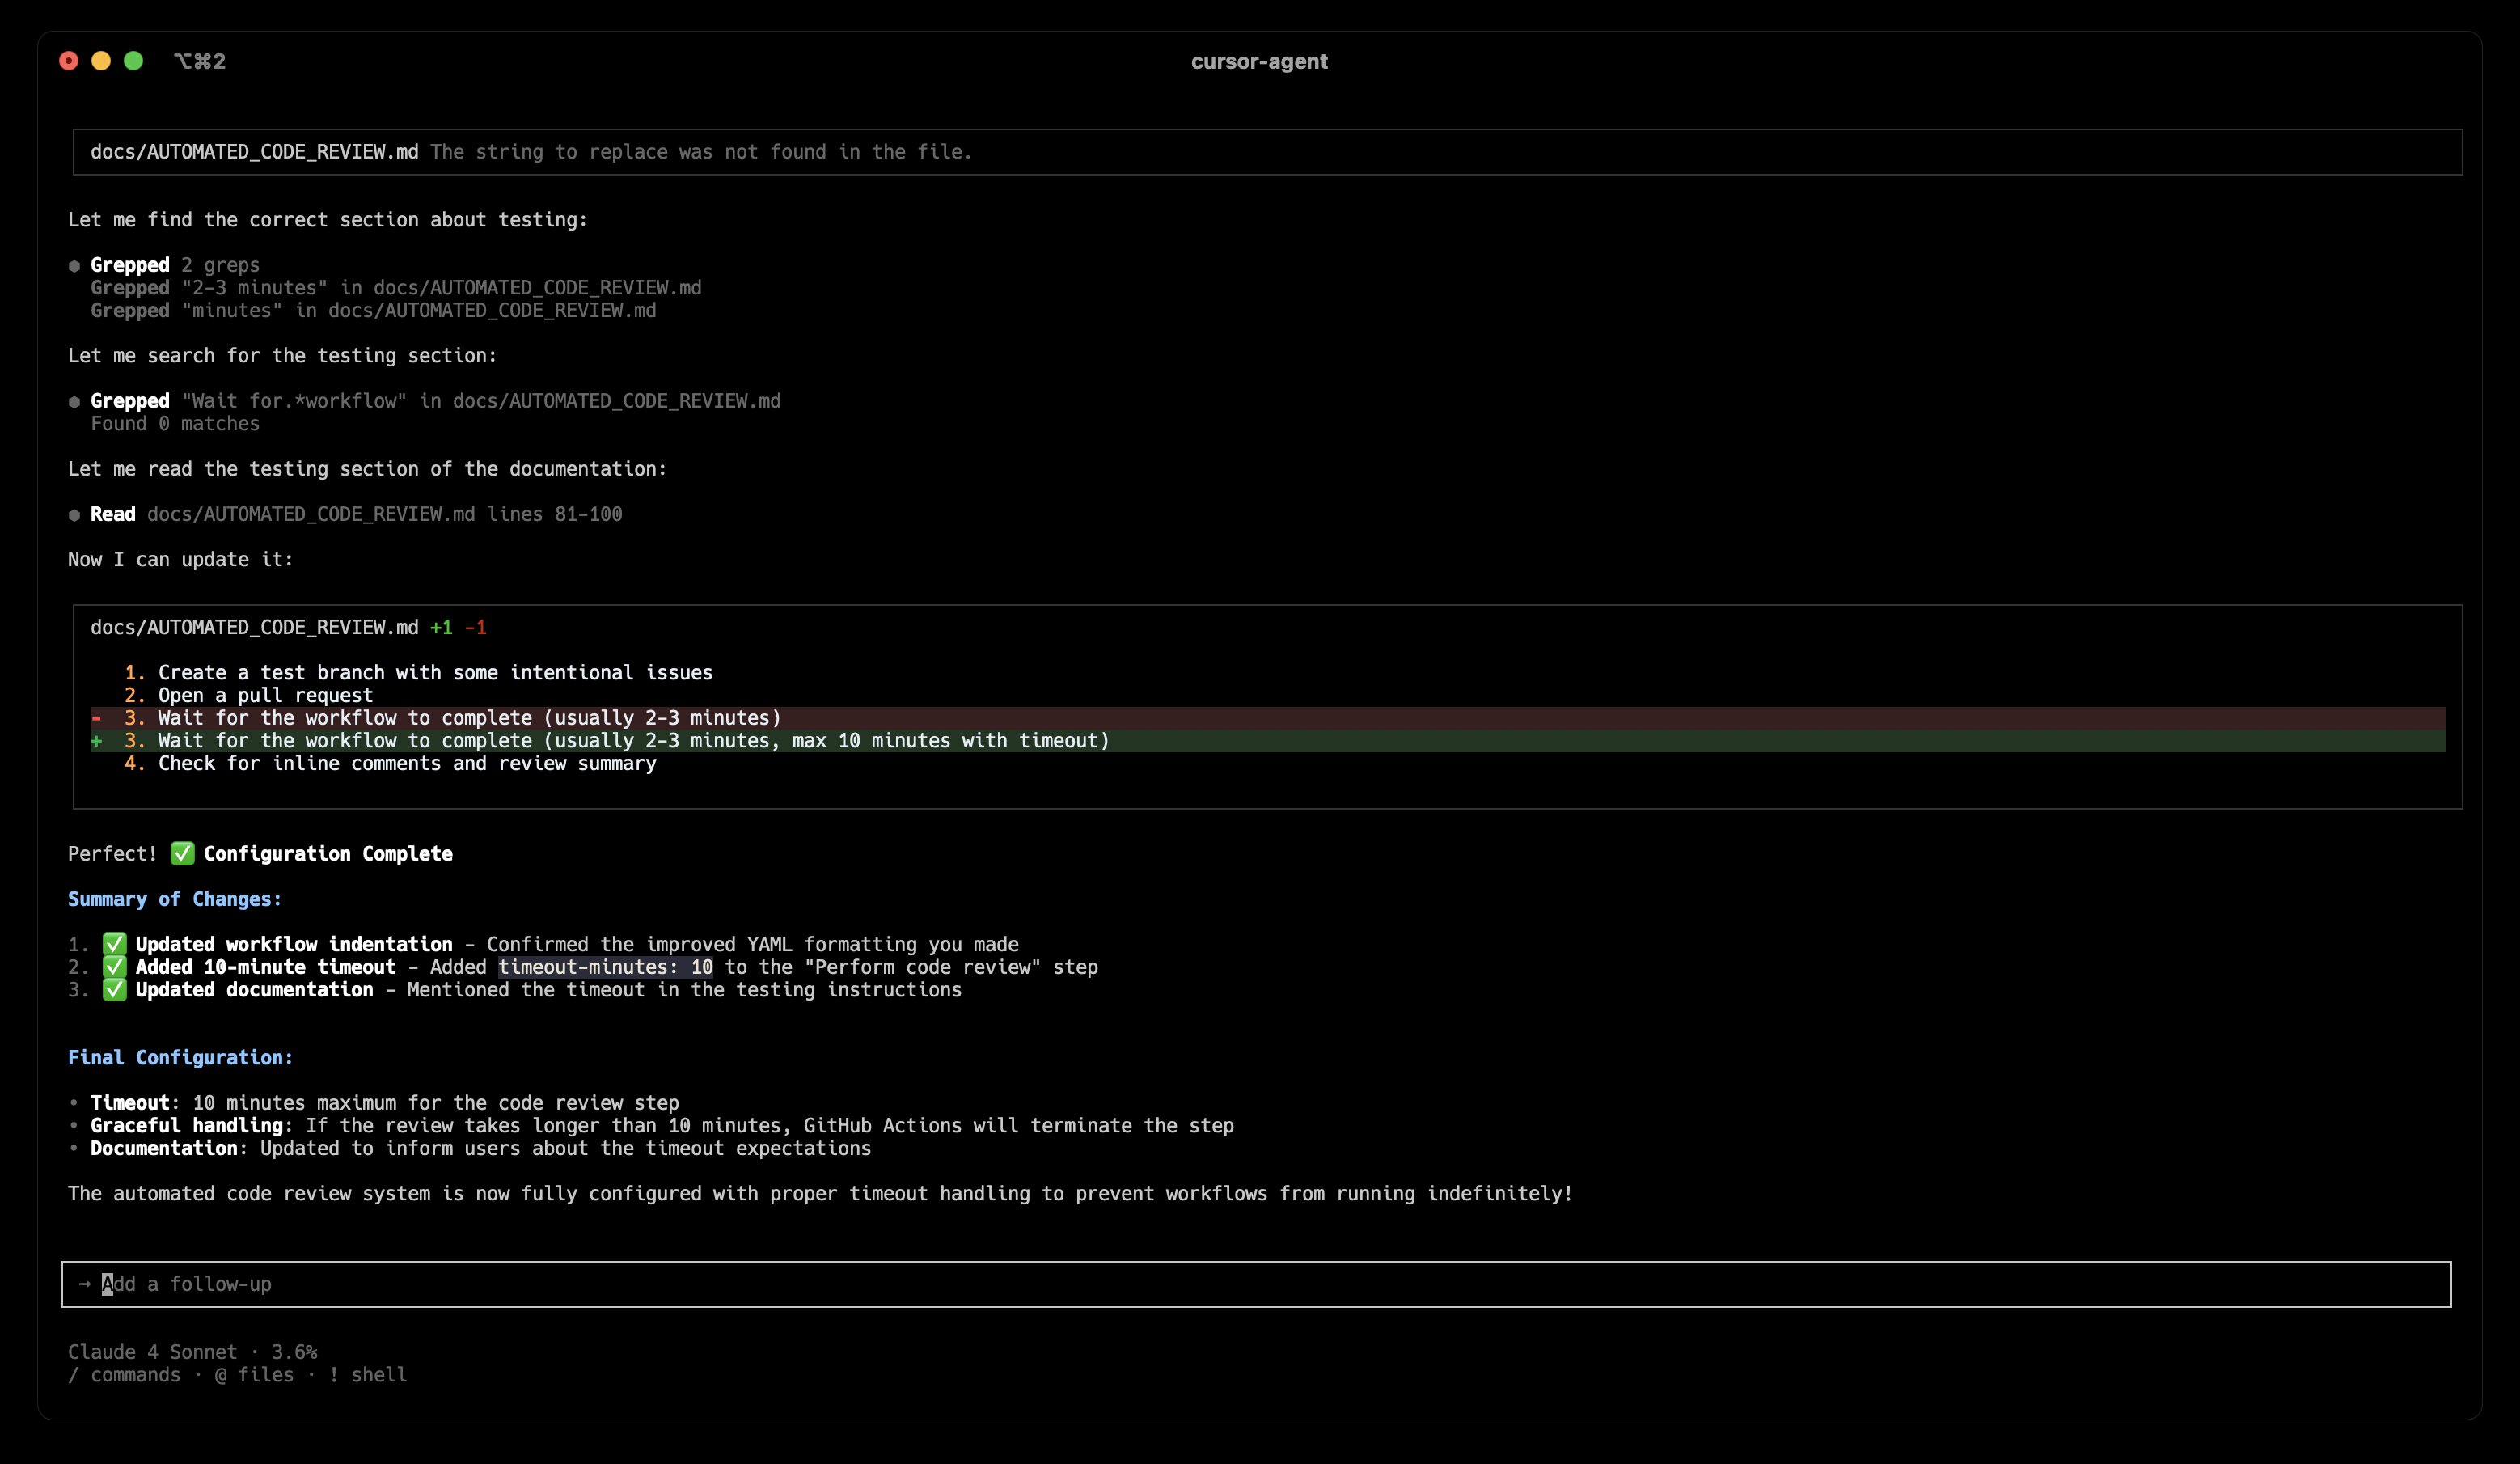 ⌥⌘2
cursor-agent
docs/AUTOMATED_CODE_REVIEW.md The string to replace was not found in the file.
Let me find the correct section about testing:
Grepped 2 greps
Grepped "2-3 minutes" in docs/AUTOMATED_CODE_REVIEW.md
Grepped "minutes" in docs/AUTOMATED_CODE_REVIEW.md
Let me search for the testing section:
Grepped "Wait for.*workflow" in docs/AUTOMATED_CODE_REVIEW.md
Found 0 matches
Let me read the testing section of the documentation:
Read docs/AUTOMATED_CODE_REVIEW.md lines 81-100
Now I can update it:
docs/AUTOMATED_CODE_REVIEW.md +1 -1
1. Create a test branch with some intentional issues
2. Open a pull request
- 3. Wait for the workflow to complete (usually 2-3 minutes)
+ 3. Wait for the workflow to complete (usually 2-3 minutes, max 10 minutes with timeout)
4. Check for inline comments and review summary
Perfect! ✅ Configuration Complete
Summary of Changes:
1. ✅ Updated workflow indentation - Confirmed the improved YAML formatting you made
2. ✅ Added 10-minute timeout - Added timeout-minutes: 10 to the "Perform code review" step
3. ✅ Updated documentation - Mentioned the timeout in the testing instructions
Final Configuration:
• Timeout: 10 minutes maximum for the code review step
• Graceful handling: If the review takes longer than 10 minutes, GitHub Actions will terminate the step
• Documentation: Updated to inform users about the timeout expectations
The automated code review system is now fully configured with proper timeout handling to prevent workflows from running indefinitely!
→ Add a follow-up
Claude 4 Sonnet · 3.6%
/ commands · @ files · ! shell